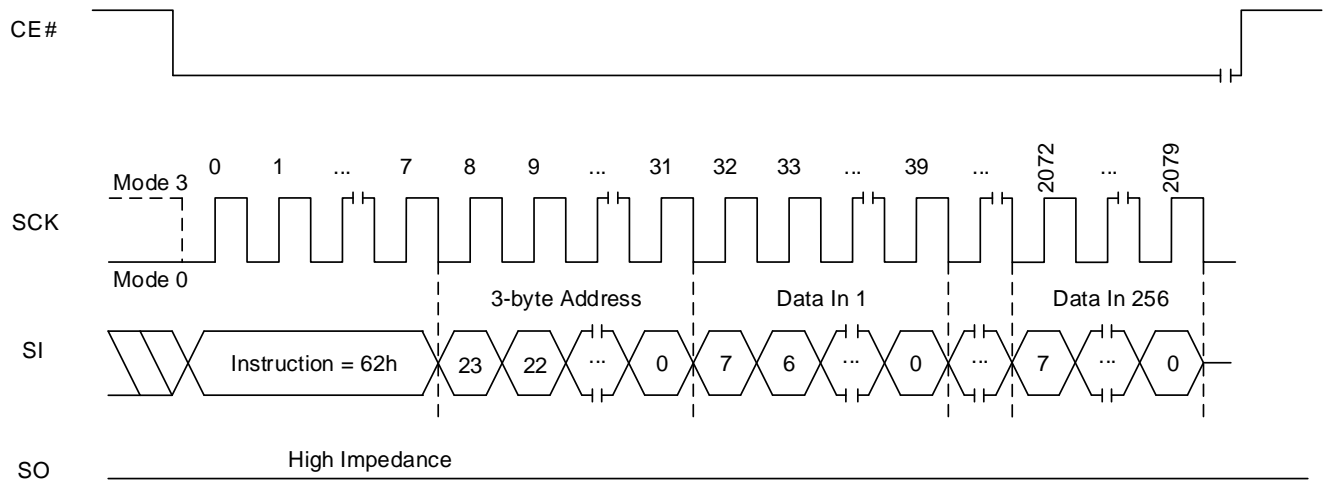 CE#
0 1 ... 7 8 9 ... 31 32 33 ... 39 ... 2072 ... 2079
Mode 3
SCK
Mode 0
3-byte Address Data In 1 Data In 256
SI
Instruction = 62h 23 22 ... 0 7 6 ... 0 ... 7 ... 0
High Impedance
SO